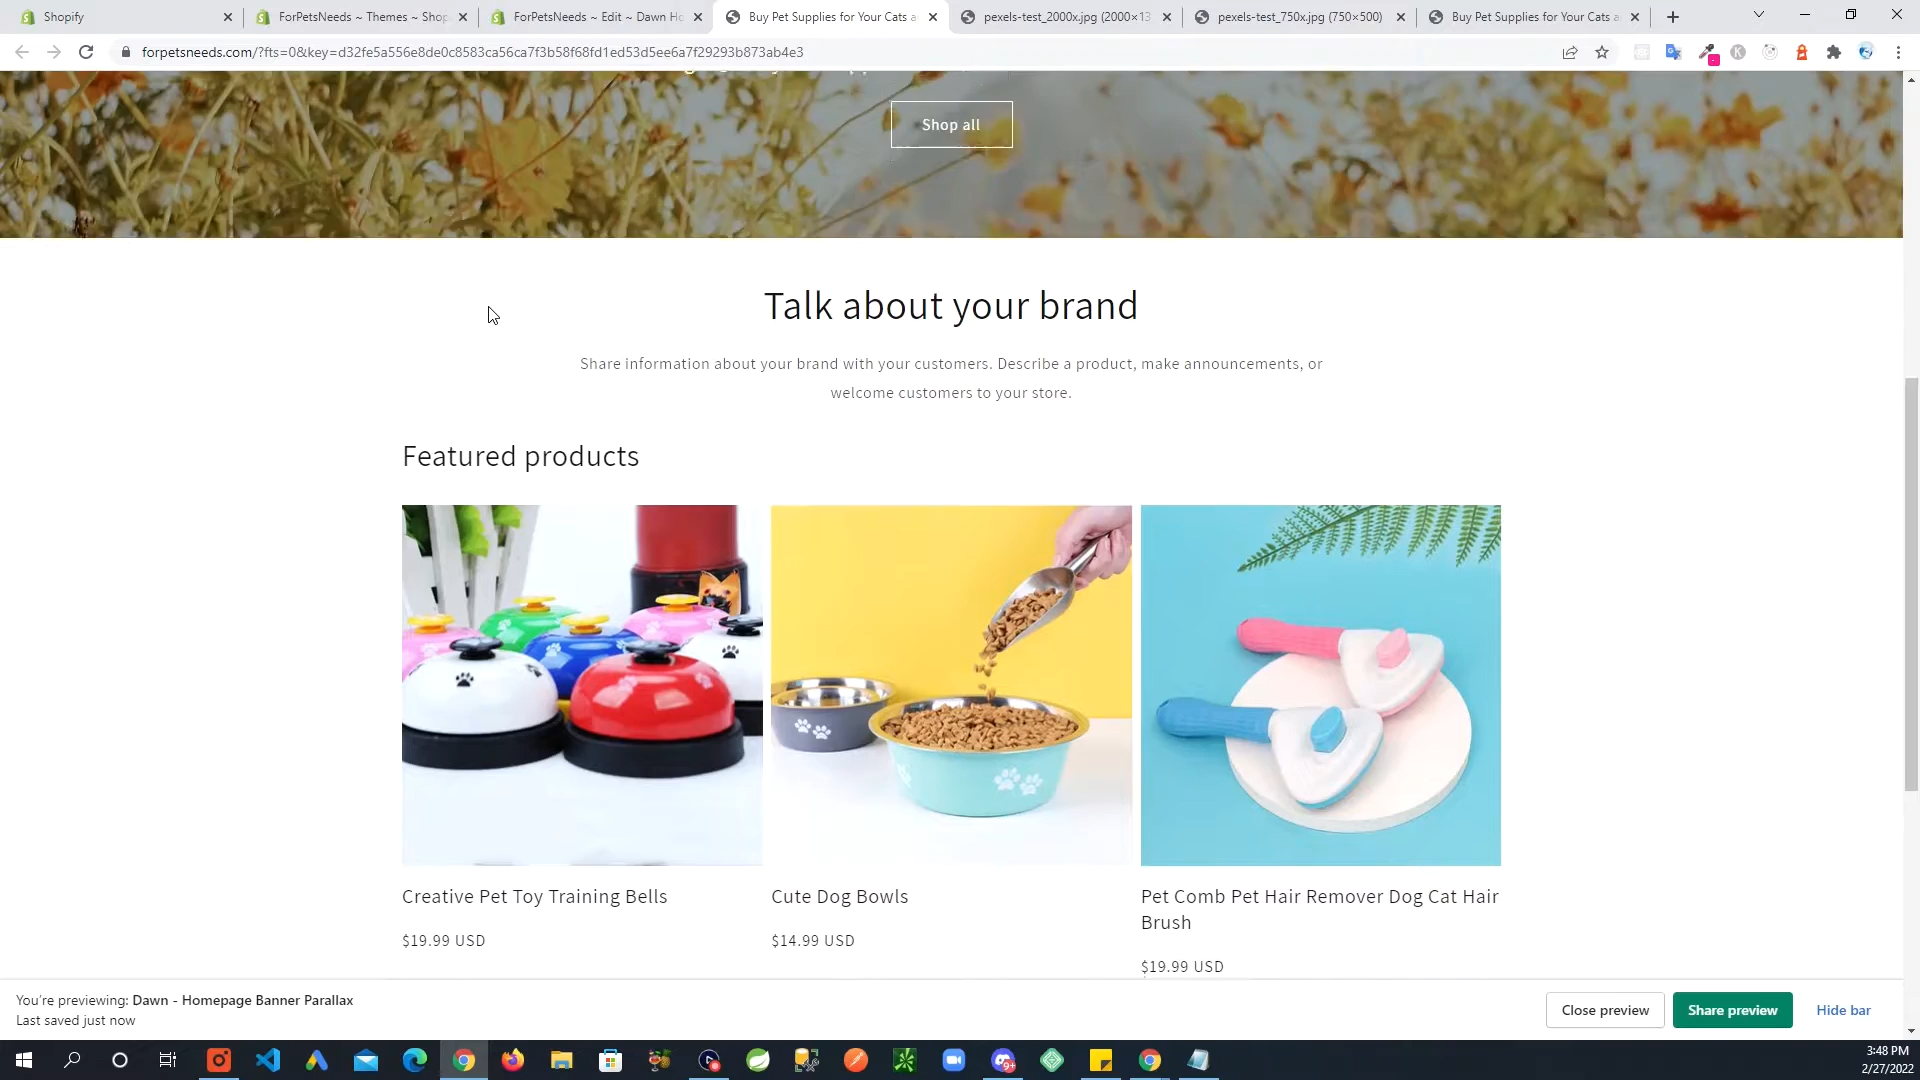 Shopify
ForPetsNeeds ~ Themes ~ Shop
ForPetsNeeds ~ Edit ~ Dawn Ho
Buy Pet Supplies for Your Cats a
pexels-test_2000x.jpg (2000×13
pexels-test_750x.jpg (750×500)
Buy Pet Supplies for Your Cats a
forpetsneeds.com/?fts=0&key=d32fe5a556e8de0c8583ca56ca7f3b58f68fd1ed53d5ee6a7f29293b873ab4e3
Shop all
Talk about your brand
Share information about your brand with your customers. Describe a product, make announcements, or
welcome customers to your store.
Featured products
Creative Pet Toy Training Bells
$19.99 USD
Cute Dog Bowls
$14.99 USD
Pet Comb Pet Hair Remover Dog Cat Hair
Brush
$19.99 USD
You're previewing: Dawn - Homepage Banner Parallax
Last saved just now
Close preview
Share preview
Hide bar
3:48 PM
2/27/2022